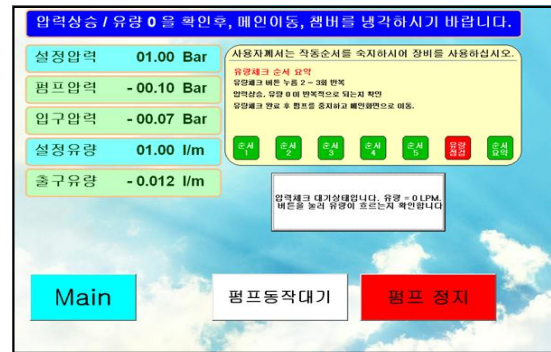 압력상승 / 유량 0 을 확인후, 메인이동, 챔버를 냉각하시기 바랍니다.
설정압력 01.00 Bar
펌프압력 - 00.10 Bar
입구압력 - 00.07 Bar
설정유량 01.00 l/m
출구유량 - 0.012 l/m
사용자께서는 작동순서를 숙지하시어 장비를 사용하십시오.
유량체크 순서 요약
유량체크 버튼 누름 2 ~ 3회 반복
압력상승, 유량 0 이 반복적으로 되는지 확인
유량체크 완료 후 펌프를 중지하고 메인화면으로 이동.
순서 1
순서 2
순서 3
순서 4
순서 5
유량 점검
순서 요약
압력체크 대기상태입니다. 유량 = 0 LPM.
버튼을 눌러 유량이 흐르는지 확인합니다
Main
펌프동작대기
펌프 정지